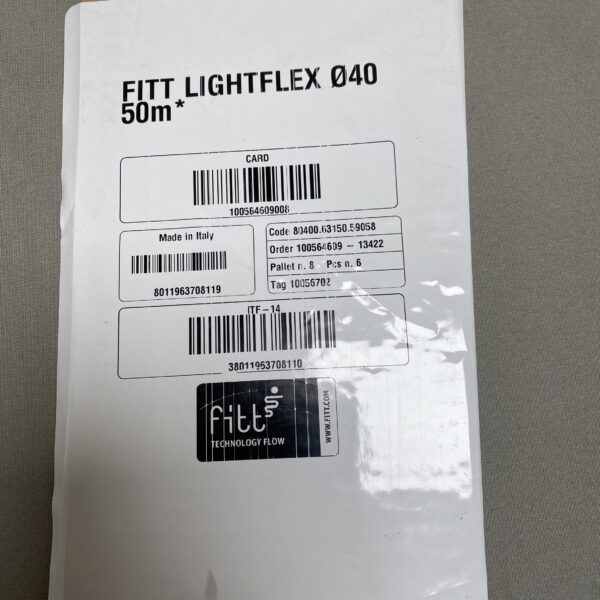 FITT LIGHTFLEX Ø40
50m*
CARD
100564609008
Made in Italy
8011963708119
Code 80400.63150.59058
Order 100564609 - 13422
Pallet n. 8 - Pcs n. 6
Tag 10056702
ITF-14
38011963708110
fitt
TECHNOLOGY FLOW
WWW.FITT.COM